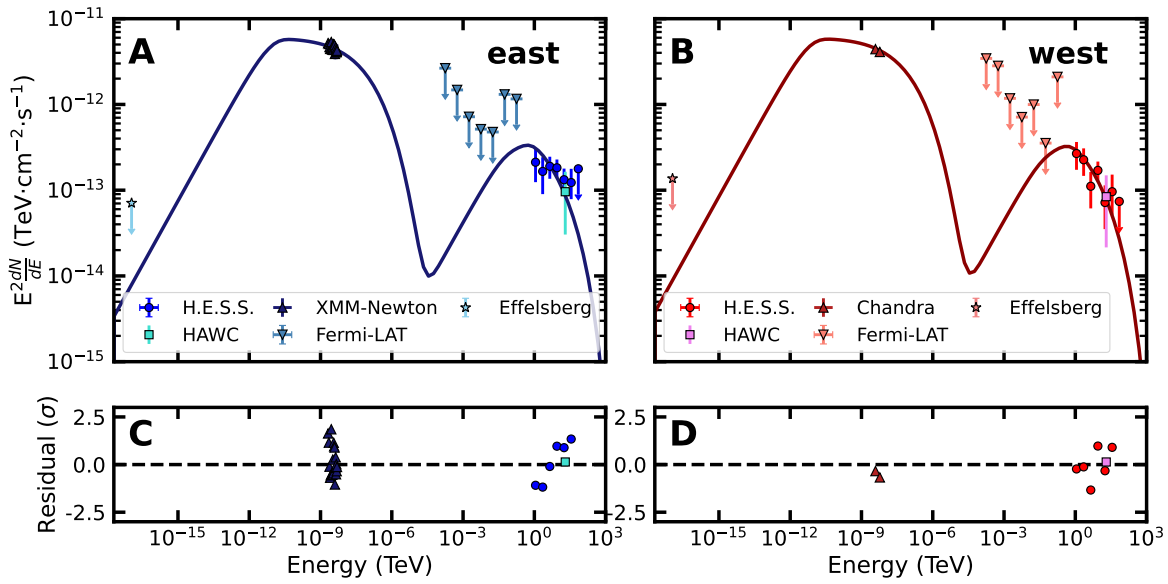 A east
B west
E²dN/dE (TeV·cm⁻²·s⁻¹)
10⁻¹¹
10⁻¹²
10⁻¹³
10⁻¹⁴
10⁻¹⁵
H.E.S.S. XMM-Newton Effelsberg
HAWC Fermi-LAT
H.E.S.S. Chandra Effelsberg
HAWC Fermi-LAT
C
D
Residual (σ)
2.5
0.0
-2.5
2.5
0.0
-2.5
10⁻¹⁵ 10⁻¹² 10⁻⁹ 10⁻⁶ 10⁻³ 10⁰ 10³
Energy (TeV)
10⁻¹⁵ 10⁻¹² 10⁻⁹ 10⁻⁶ 10⁻³ 10⁰ 10³
Energy (TeV)